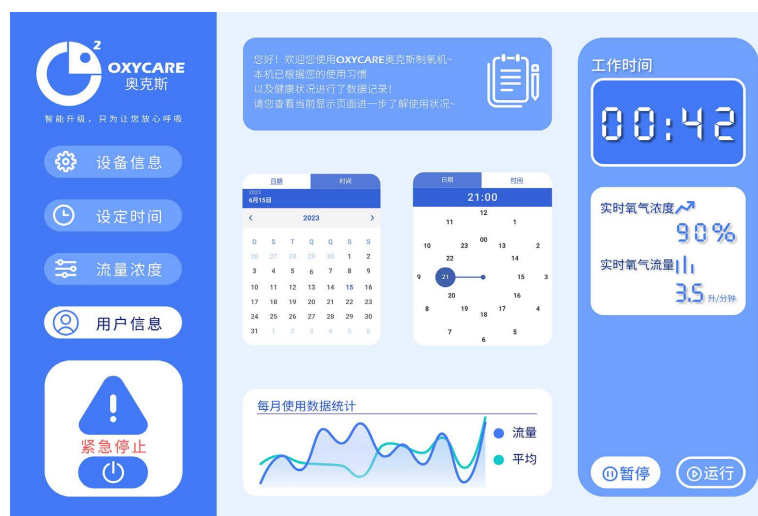 2
OXYCARE
奥克斯
智能升级，只为让您放心呼吸
设备信息
设定时间
流量浓度
用户信息
紧急停止
您好！欢迎您使用OXYCARE奥克斯制氧机~
本机已根据您的使用习惯
以及健康状况进行了数据记录！
请您查看当前显示页面进一步了解使用状况~
日期 时间
2023
6月15日
‹ 2023 ›
D S T Q Q S S
26 27 28 29 30 1 2
3 4 5 6 7 8 9
10 11 12 13 14 15 16
17 18 19 20 21 22 23
24 25 26 27 28 29 30
31 1 2 3 4 5 6
日期 时间
21:00
12
11 1
00
10 23 13 2
22 14
9 21 15 3
20 16
8 19 17 4
18
7 5
6
每月使用数据统计
流量
平均
工作时间
00:42
实时氧气浓度
90%
实时氧气流量
3.5 升/分钟
暂停 运行